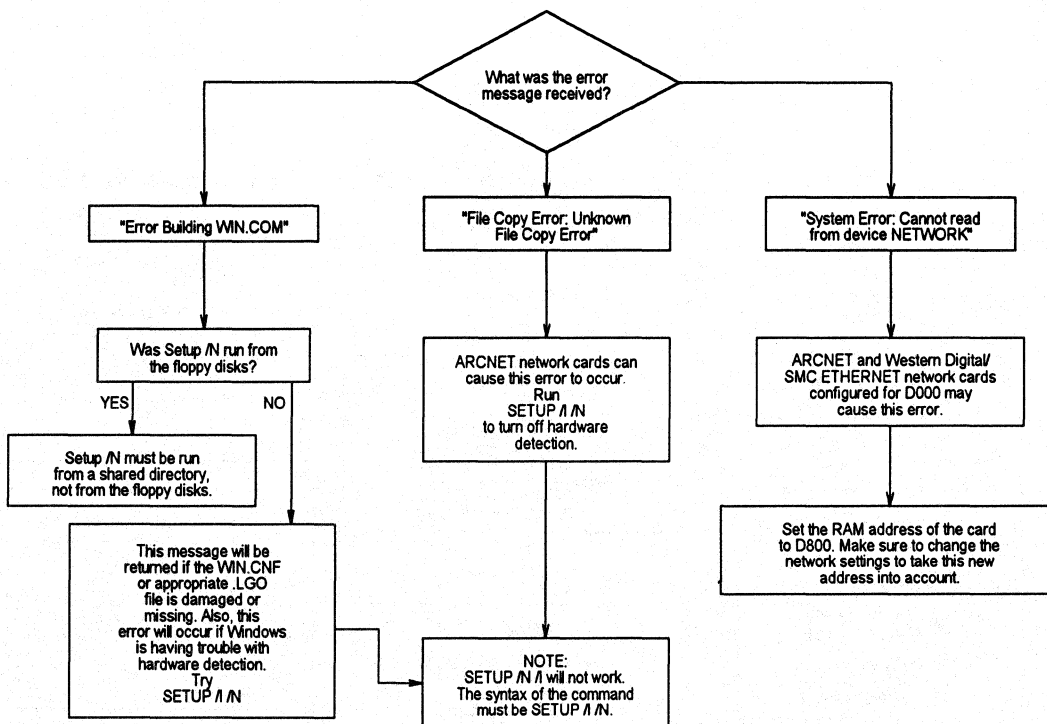 What was the error
message received?
"Error Building WIN.COM"
"File Copy Error: Unknown
File Copy Error"
"System Error: Cannot read
from device NETWORK"
Was Setup /N run from
the floppy disks?
YES
NO
Setup /N must be run
from a shared directory,
not from the floppy disks.
This message will be
returned if the WIN.CNF
or appropriate .LGO
file is damaged or
missing. Also, this
error will occur if Windows
is having trouble with
hardware detection.
Try
SETUP /I /N
ARCNET network cards can
cause this error to occur.
Run
SETUP /I /N
to turn off hardware
detection.
NOTE:
SETUP /N /I will not work.
The syntax of the command
must be SETUP /I /N.
ARCNET and Western Digital/
SMC ETHERNET network cards
configured for D000 may
cause this error.
Set the RAM address of the card
to D800. Make sure to change the
network settings to take this new
address into account.